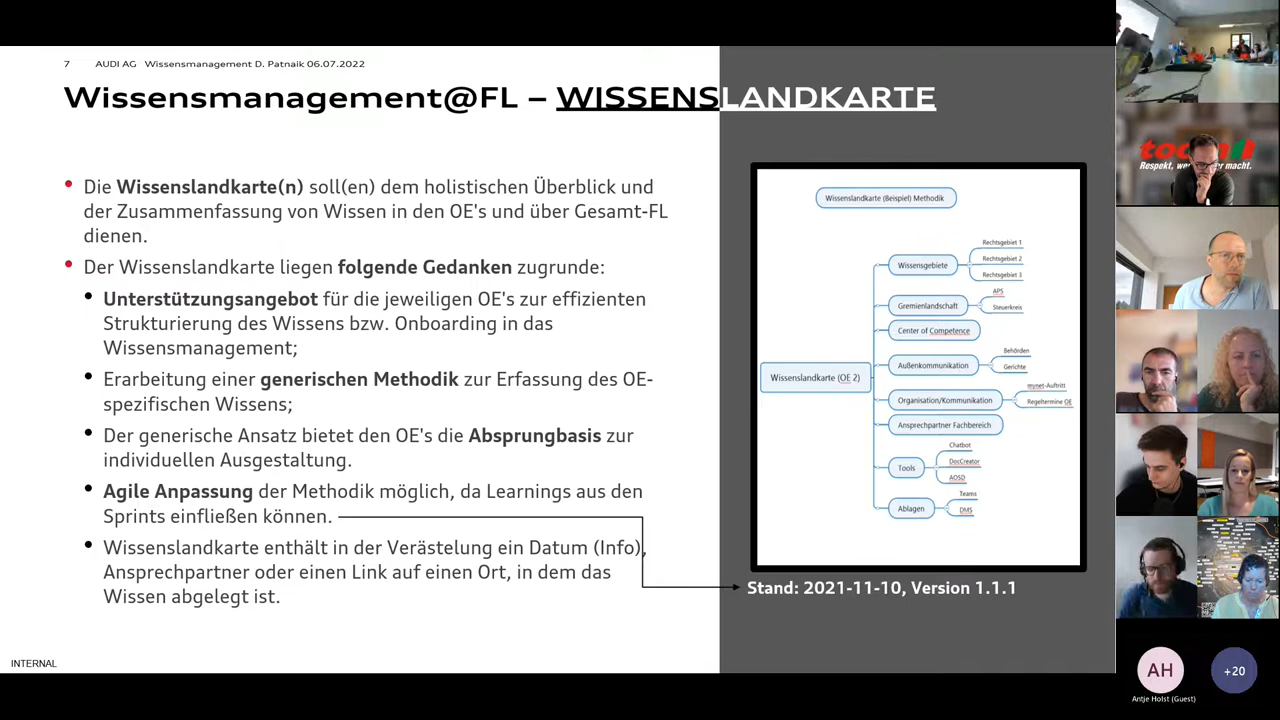 7 AUDI AG Wissensmanagement D. Patnaik 06.07.2022
Wissensmanagement@FL – WISSENSLANDKARTE
• Die Wissenslandkarte(n) soll(en) dem holistischen Überblick und
der Zusammenfassung von Wissen in den OE's und über Gesamt-FL
dienen.
• Der Wissenslandkarte liegen folgende Gedanken zugrunde:
• Unterstützungsangebot für die jeweiligen OE's zur effizienten
Strukturierung des Wissens bzw. Onboarding in das
Wissensmanagement;
• Erarbeitung einer generischen Methodik zur Erfassung des OE-
spezifischen Wissens;
• Der generische Ansatz bietet den OE's die Absprungbasis zur
individuellen Ausgestaltung.
• Agile Anpassung der Methodik möglich, da Learnings aus den
Sprints einfließen können.
• Wissenslandkarte enthält in der Verästelung ein Datum (Info),
Ansprechpartner oder einen Link auf einen Ort, in dem das
Wissen abgelegt ist.
Wissenslandkarte (Beispiel) Methodik
Wissenslandkarte (OE 2)
Wissensgebiete
Rechtsgebiet 1
Rechtsgebiet 2
Rechtsgebiet 3
Gremienlandschaft
APS
Steuerkreis
Center of Competence
Außenkommunikation
Behörden
Gerichte
Organisation/Kommunikation
mynet-Auftritt
Regeltermine OE
Ansprechpartner Fachbereich
Tools
Chatbot
DocCreator
AOSD
Ablagen
Teams
DMS
Stand: 2021-11-10, Version 1.1.1
INTERNAL
Respekt, macht.
AH
Antje Holst (Guest)
+20